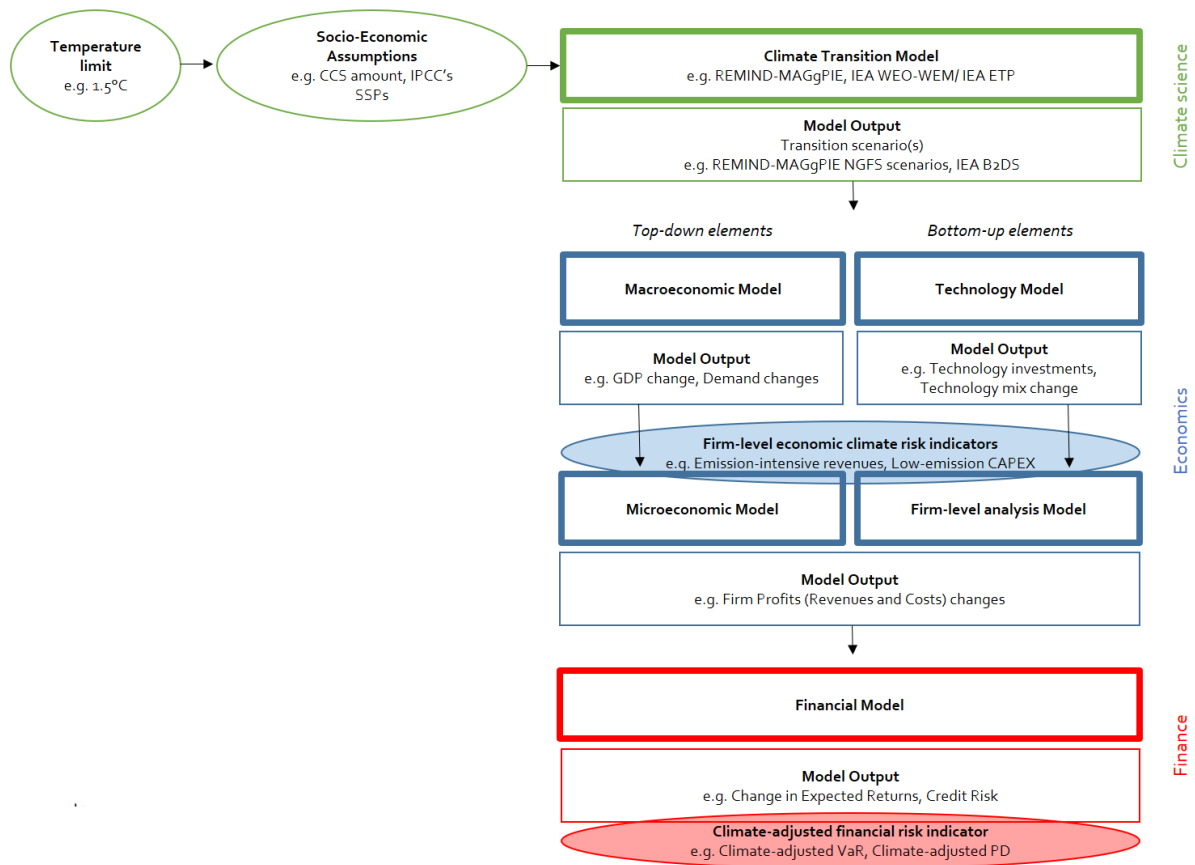 Temperature
limit
e.g. 1.5°C
Socio-Economic
Assumptions
e.g. CCS amount, IPCC's
SSPs
Climate Transition Model
e.g. REMIND-MAGgPIE, IEA WEO-WEM/ IEA ETP
Model Output
Transition scenario(s)
e.g. REMIND-MAGgPIE NGFS scenarios, IEA B2DS
Climate science
Top-down elements
Bottom-up elements
Macroeconomic Model
Technology Model
Model Output
e.g. GDP change, Demand changes
Model Output
e.g. Technology investments,
Technology mix change
Firm-level economic climate risk indicators
e.g. Emission-intensive revenues, Low-emission CAPEX
Microeconomic Model
Firm-level analysis Model
Model Output
e.g. Firm Profits (Revenues and Costs) changes
Economics
Financial Model
Model Output
e.g. Change in Expected Returns, Credit Risk
Climate-adjusted financial risk indicator
e.g. Climate-adjusted VaR, Climate-adjusted PD
Finance